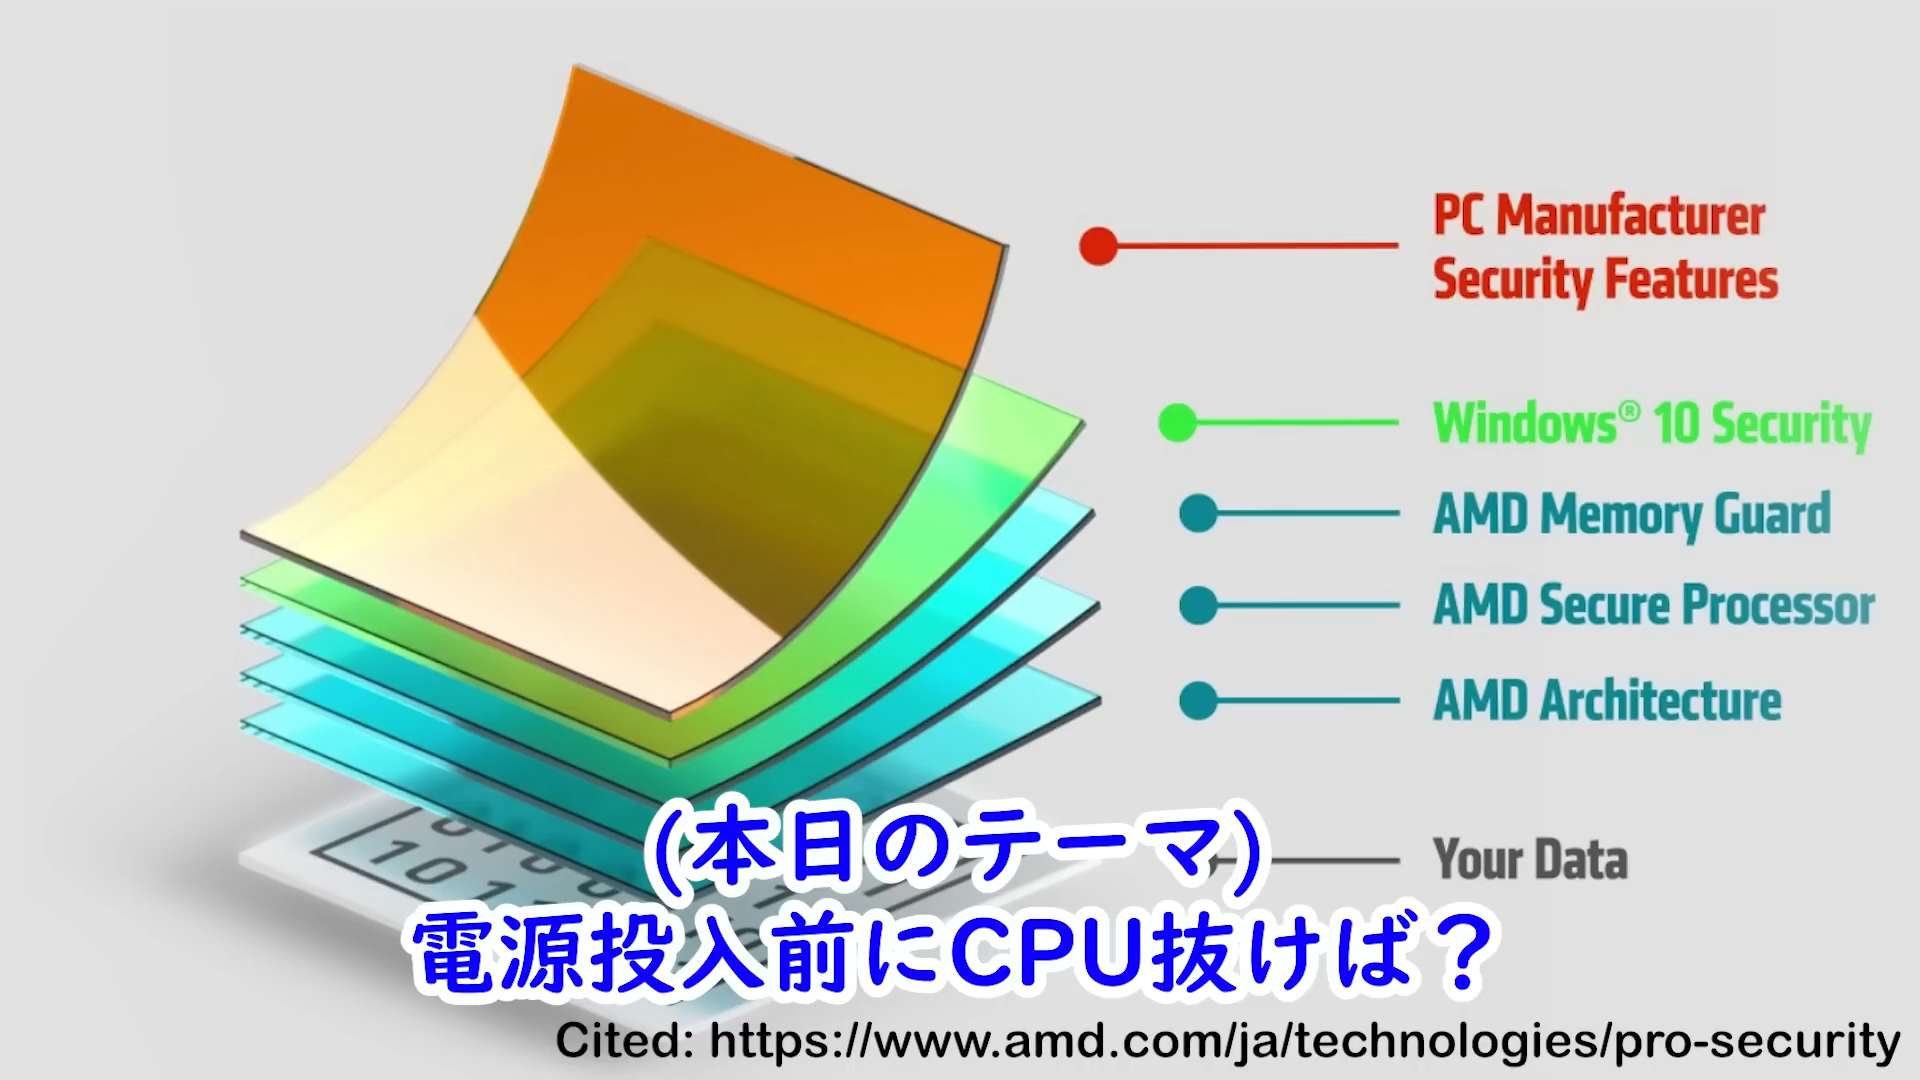 PC Manufacturer
Security Features
Windows® 10 Security
AMD Memory Guard
AMD Secure Processor
AMD Architecture
Your Data
(本日のテーマ)
電源投入前にCPU抜けば？
Cited: https://www.amd.com/ja/technologies/pro-security